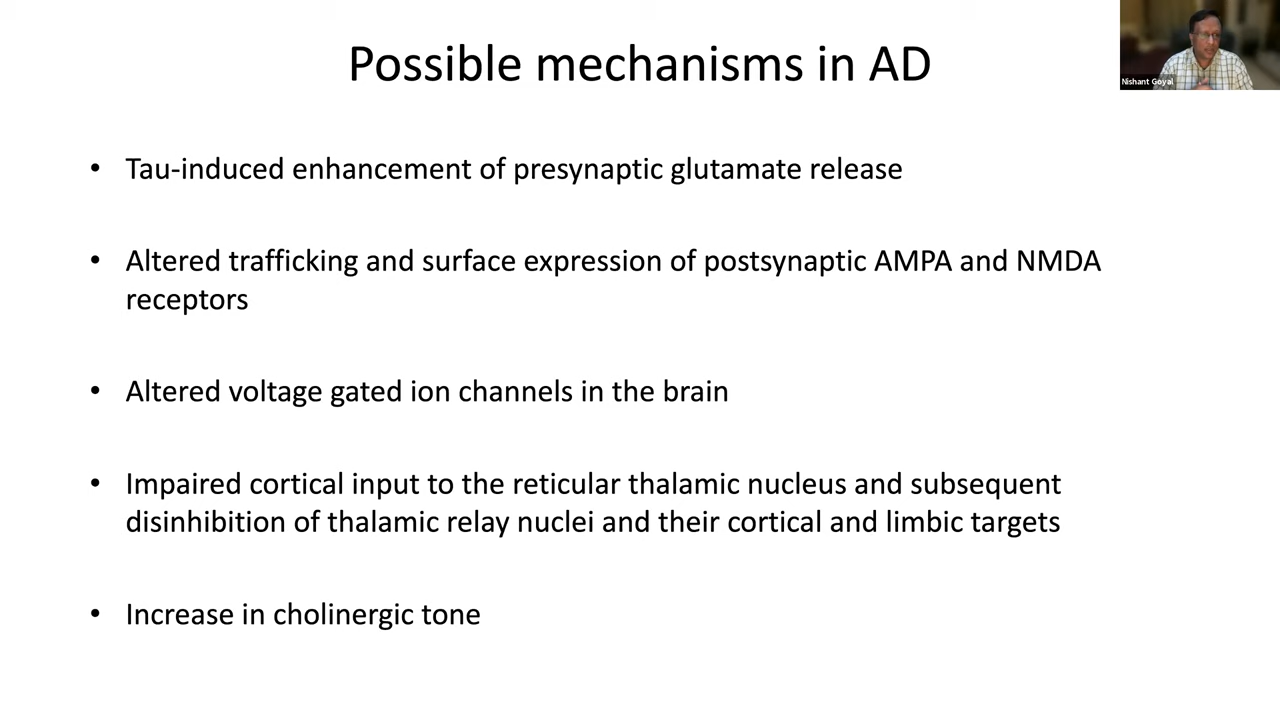 Possible mechanisms in AD
Nishant Goyal
• Tau-induced enhancement of presynaptic glutamate release
• Altered trafficking and surface expression of postsynaptic AMPA and NMDA
receptors
• Altered voltage gated ion channels in the brain
• Impaired cortical input to the reticular thalamic nucleus and subsequent
disinhibition of thalamic relay nuclei and their cortical and limbic targets
• Increase in cholinergic tone